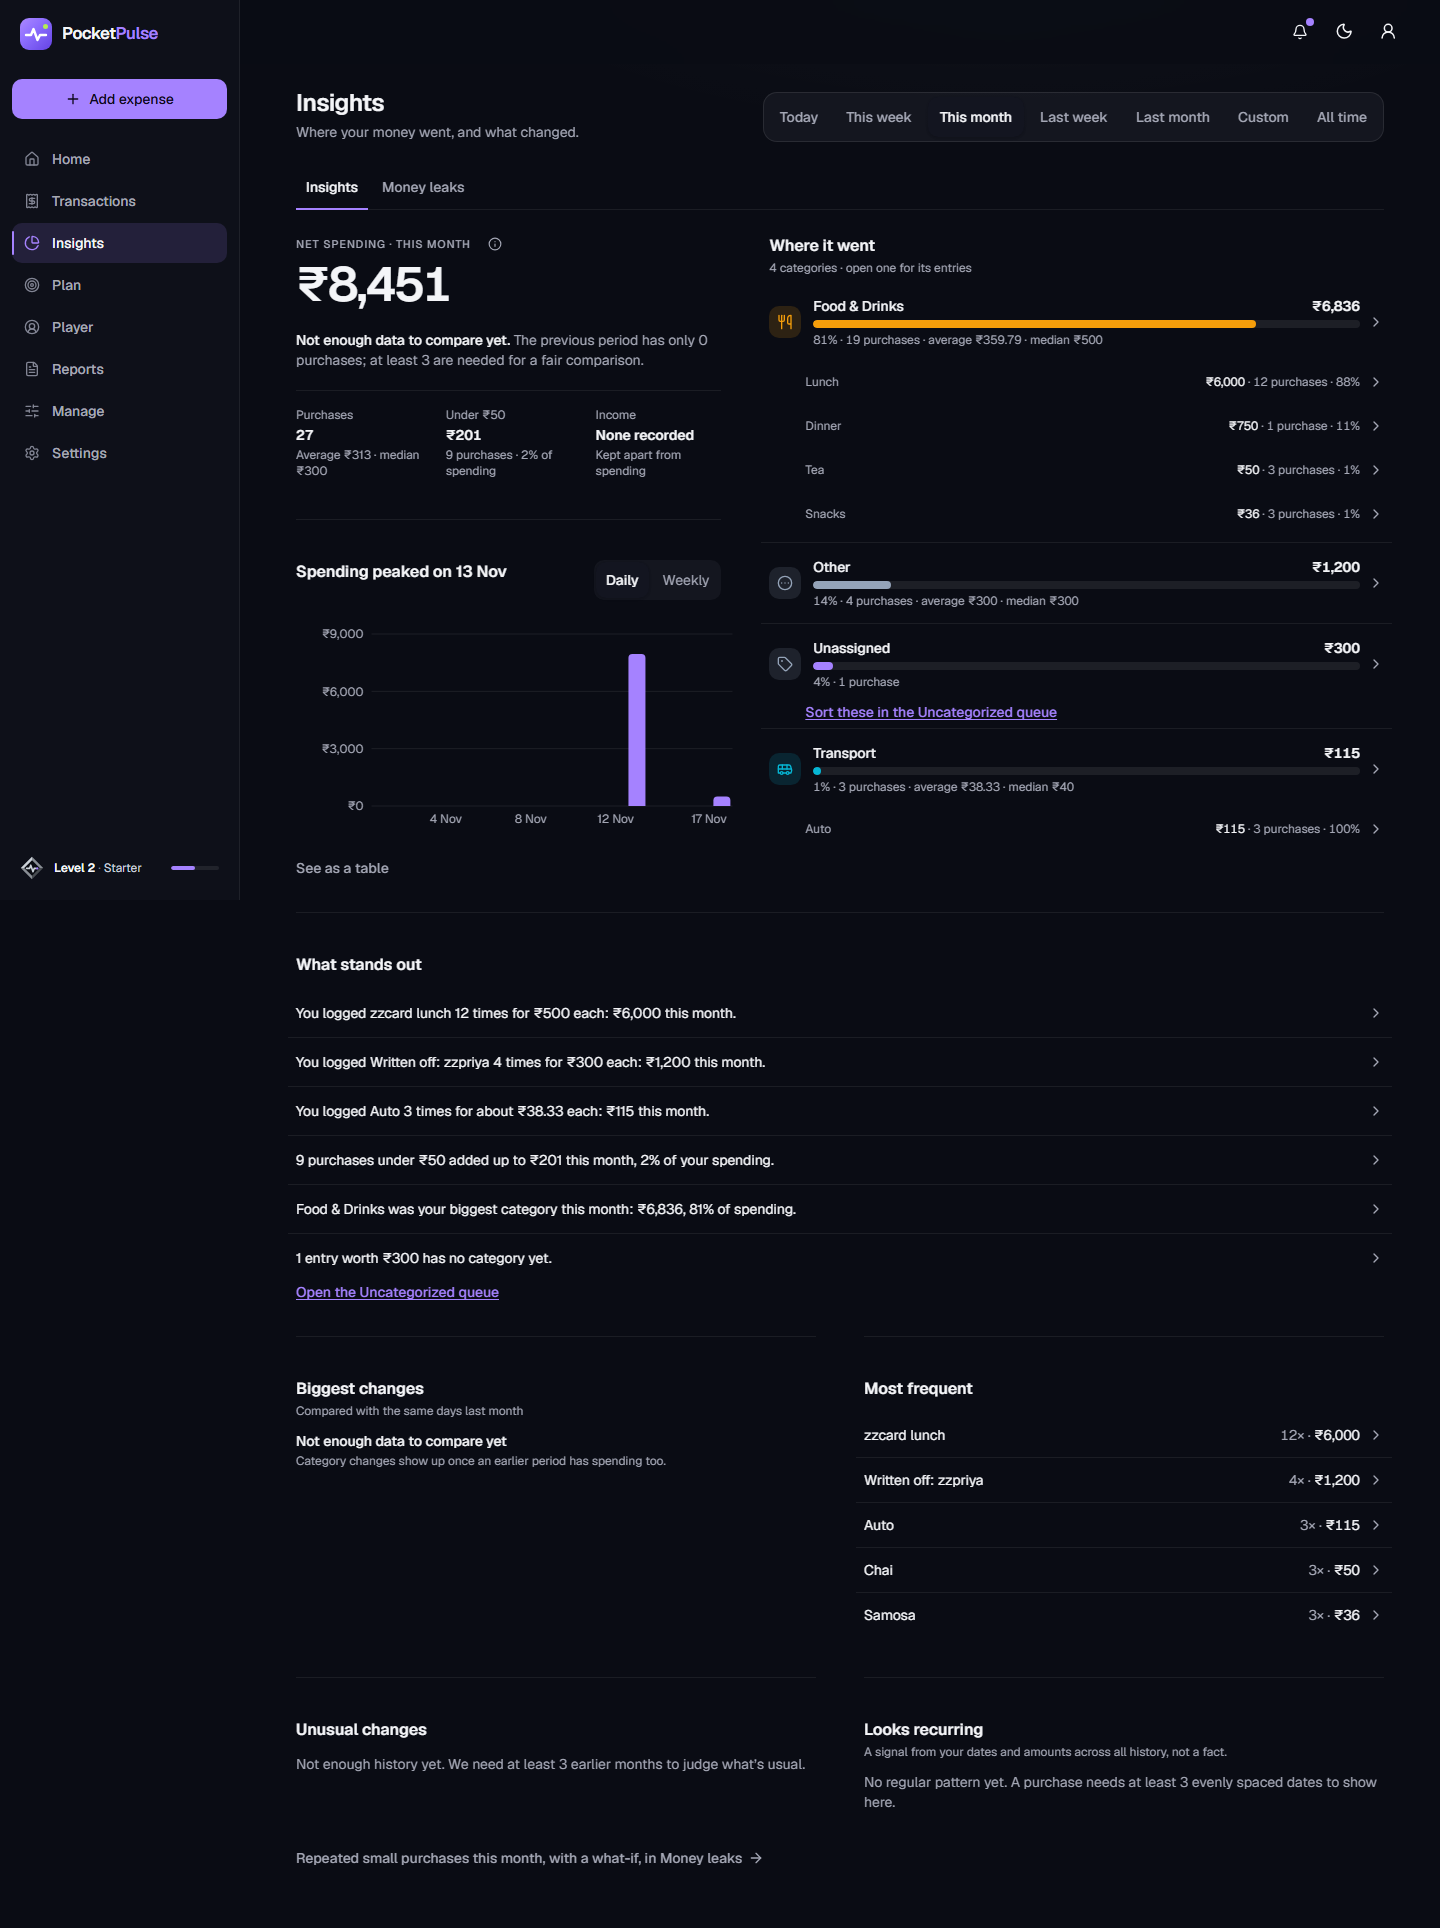 PocketPulse
Add expense
Home
Transactions
Insights
Plan
Player
Reports
Manage
Settings
Level 2 · Starter
Insights
Where your money went, and what changed.
Today This week This month Last week Last month Custom All time
Insights Money leaks
NET SPENDING · THIS MONTH
₹8,451
Not enough data to compare yet. The previous period has only 0
purchases; at least 3 are needed for a fair comparison.
Purchases
27
Average ₹313 · median
₹300
Under ₹50
₹201
9 purchases · 2% of
spending
Income
None recorded
Kept apart from
spending
Spending peaked on 13 Nov
Daily Weekly
₹9,000
₹6,000
₹3,000
₹0
4 Nov 8 Nov 12 Nov 17 Nov
See as a table
Where it went
4 categories · open one for its entries
Food & Drinks ₹6,836
81% · 19 purchases · average ₹359.79 · median ₹500
Lunch ₹6,000 · 12 purchases · 88%
Dinner ₹750 · 1 purchase · 11%
Tea ₹50 · 3 purchases · 1%
Snacks ₹36 · 3 purchases · 1%
Other ₹1,200
14% · 4 purchases · average ₹300 · median ₹300
Unassigned ₹300
4% · 1 purchase
Sort these in the Uncategorized queue
Transport ₹115
1% · 3 purchases · average ₹38.33 · median ₹40
Auto ₹115 · 3 purchases · 100%
What stands out
You logged zzcard lunch 12 times for ₹500 each: ₹6,000 this month.
You logged Written off: zzpriya 4 times for ₹300 each: ₹1,200 this month.
You logged Auto 3 times for about ₹38.33 each: ₹115 this month.
9 purchases under ₹50 added up to ₹201 this month, 2% of your spending.
Food & Drinks was your biggest category this month: ₹6,836, 81% of spending.
1 entry worth ₹300 has no category yet.
Open the Uncategorized queue
Biggest changes
Compared with the same days last month
Not enough data to compare yet
Category changes show up once an earlier period has spending too.
Most frequent
zzcard lunch 12× · ₹6,000
Written off: zzpriya 4× · ₹1,200
Auto 3× · ₹115
Chai 3× · ₹50
Samosa 3× · ₹36
Unusual changes
Not enough history yet. We need at least 3 earlier months to judge what's usual.
Looks recurring
A signal from your dates and amounts across all history, not a fact.
No regular pattern yet. A purchase needs at least 3 evenly spaced dates to show
here.
Repeated small purchases this month, with a what-if, in Money leaks →